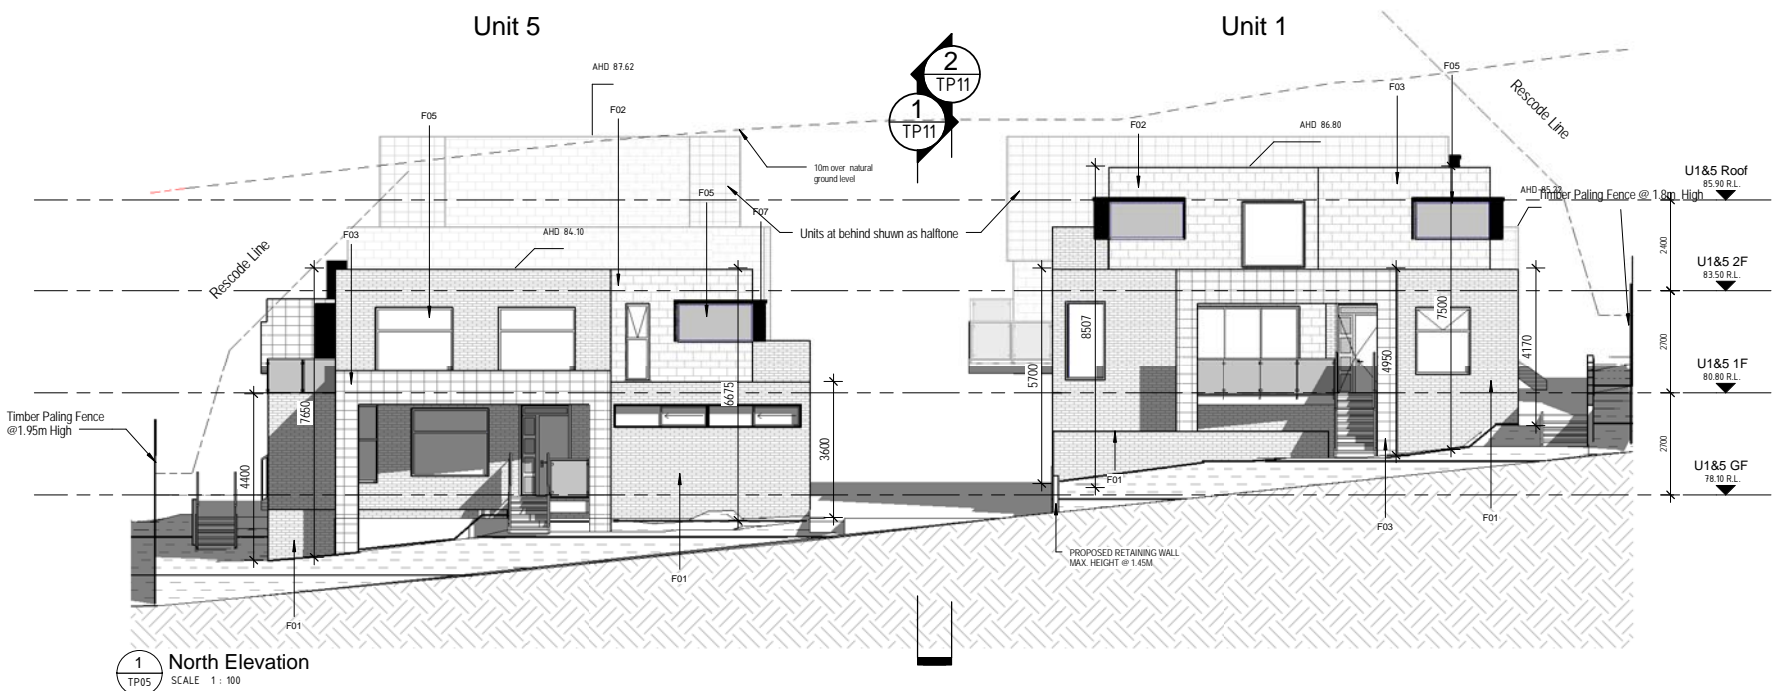 Unit 5
Unit 1
2
TP11
1
TP11
AHD 87.62
F05
F02
F05
F07
F03
10m over natural
ground level
Units at behind shuwn as halftone
AHD 84.10
Rescode Line
F02
AHD 86.80
F03
F05
Rescode Line
AHD 85.22
Timber Paling Fence @ 1.8m High
U1&5 Roof
85.90 R.L.
2400
U1&5 2F
83.50 R.L.
2700
U1&5 1F
80.80 R.L.
2700
U1&5 GF
78.10 R.L.
Timber Paling Fence
@1.95m High
4400
7650
6675
3600
5700
8507
4950
7500
4170
F01
F01
F01
F03
F01
PROPOSED RETAINING WALL
MAX. HEIGHT @ 1.45M
1
TP05
North Elevation
SCALE 1 : 100